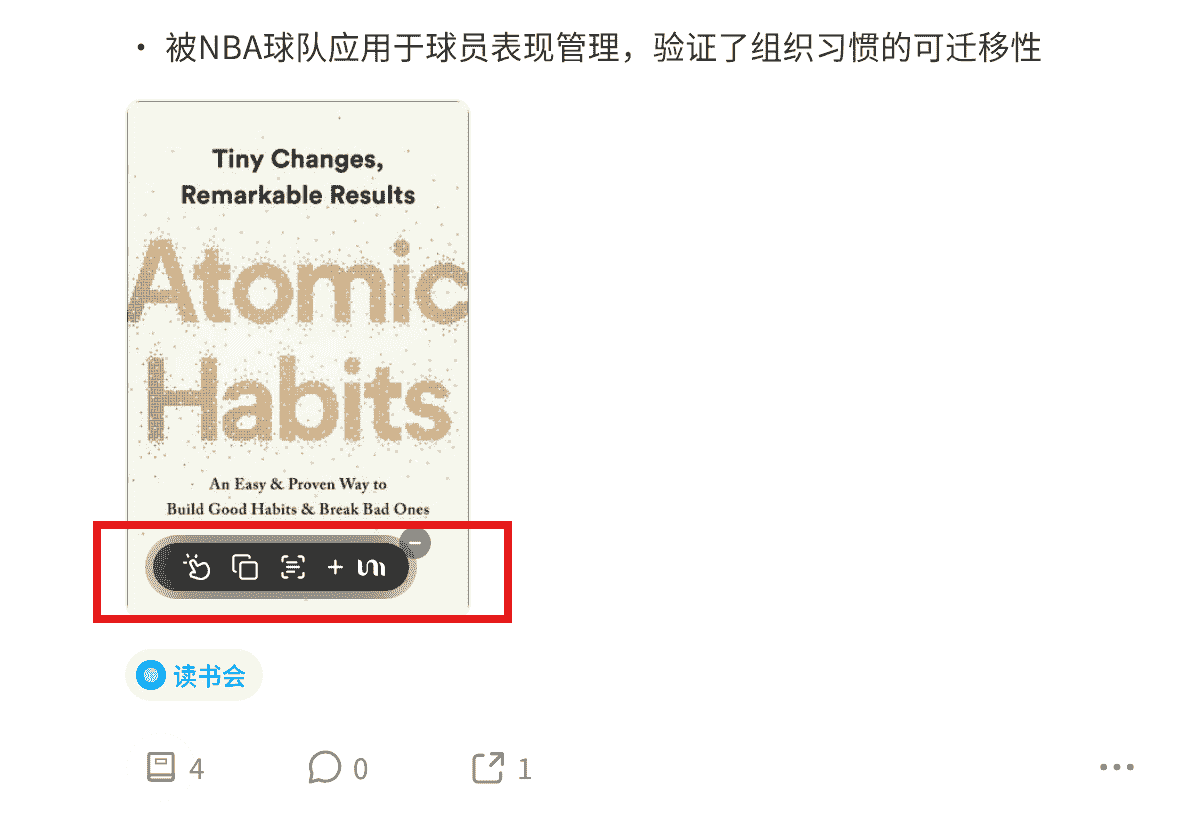 • 被NBA球队应用于球员表现管理，验证了组织习惯的可迁移性
Tiny Changes,
Remarkable Results
Atomic
Habits
An Easy & Proven Way to
Build Good Habits & Break Bad Ones
读书会
4 0 1